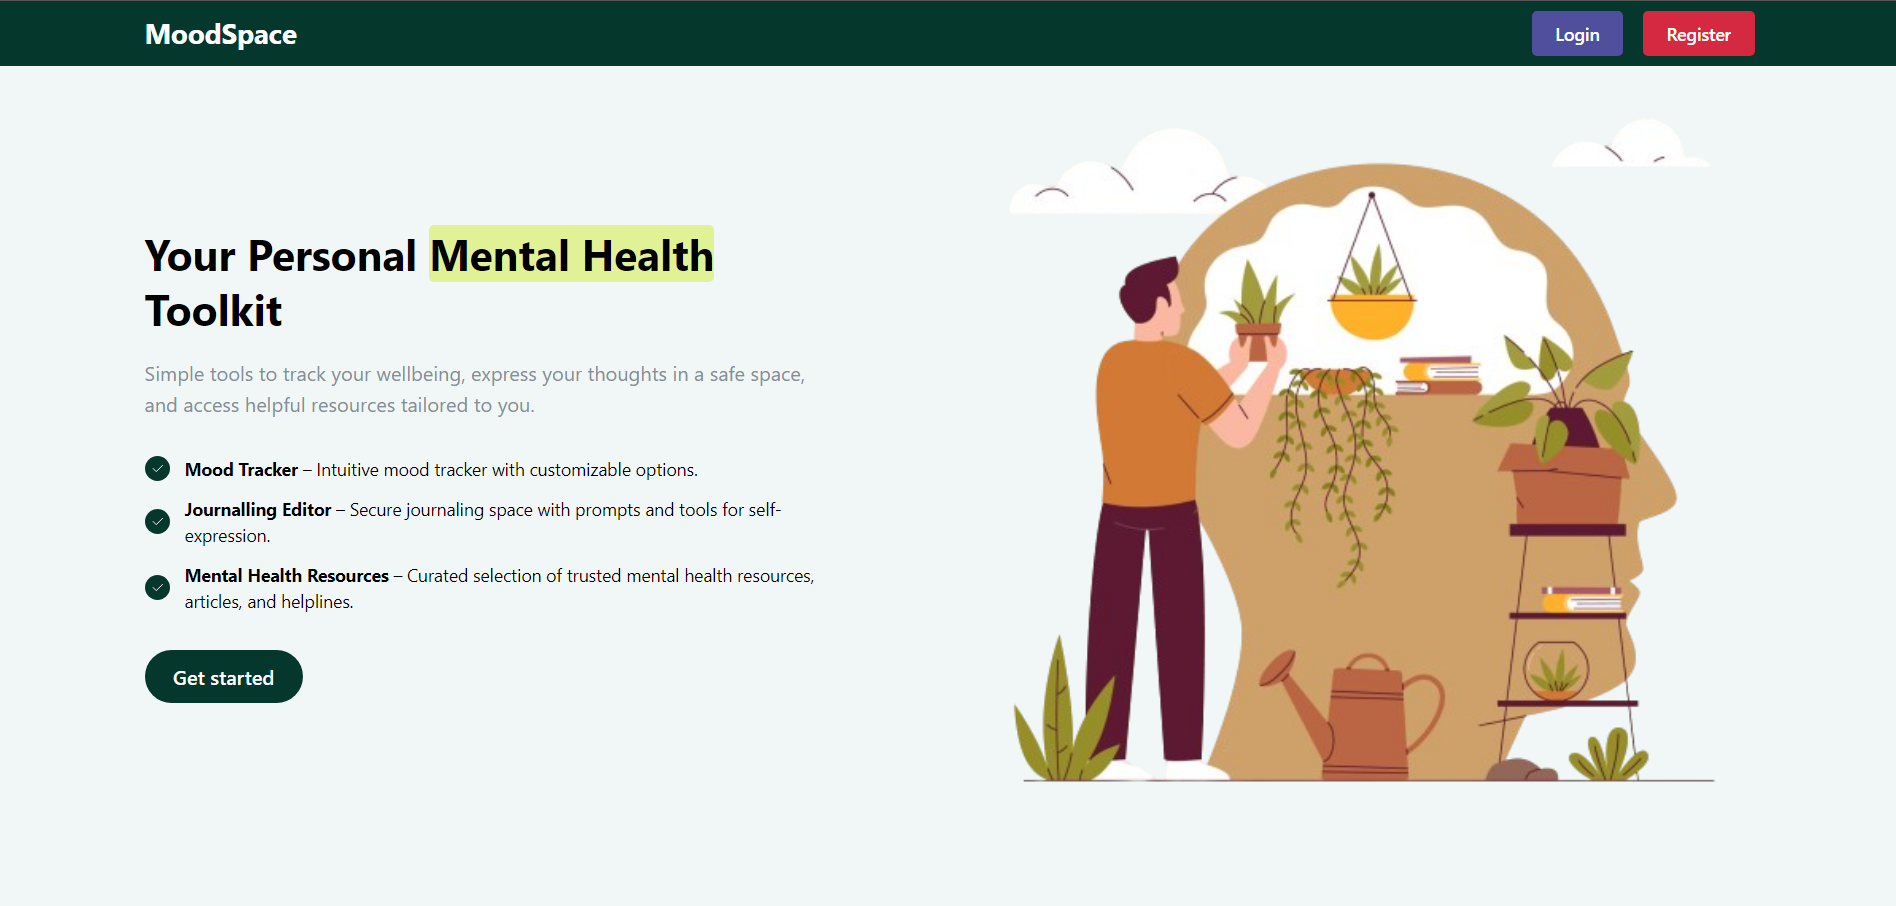 MoodSpace
Login
Register
Your Personal Mental Health
Toolkit
Simple tools to track your wellbeing, express your thoughts in a safe space,
and access helpful resources tailored to you.
Mood Tracker – Intuitive mood tracker with customizable options.
Journalling Editor – Secure journaling space with prompts and tools for self-
expression.
Mental Health Resources – Curated selection of trusted mental health resources,
articles, and helplines.
Get started